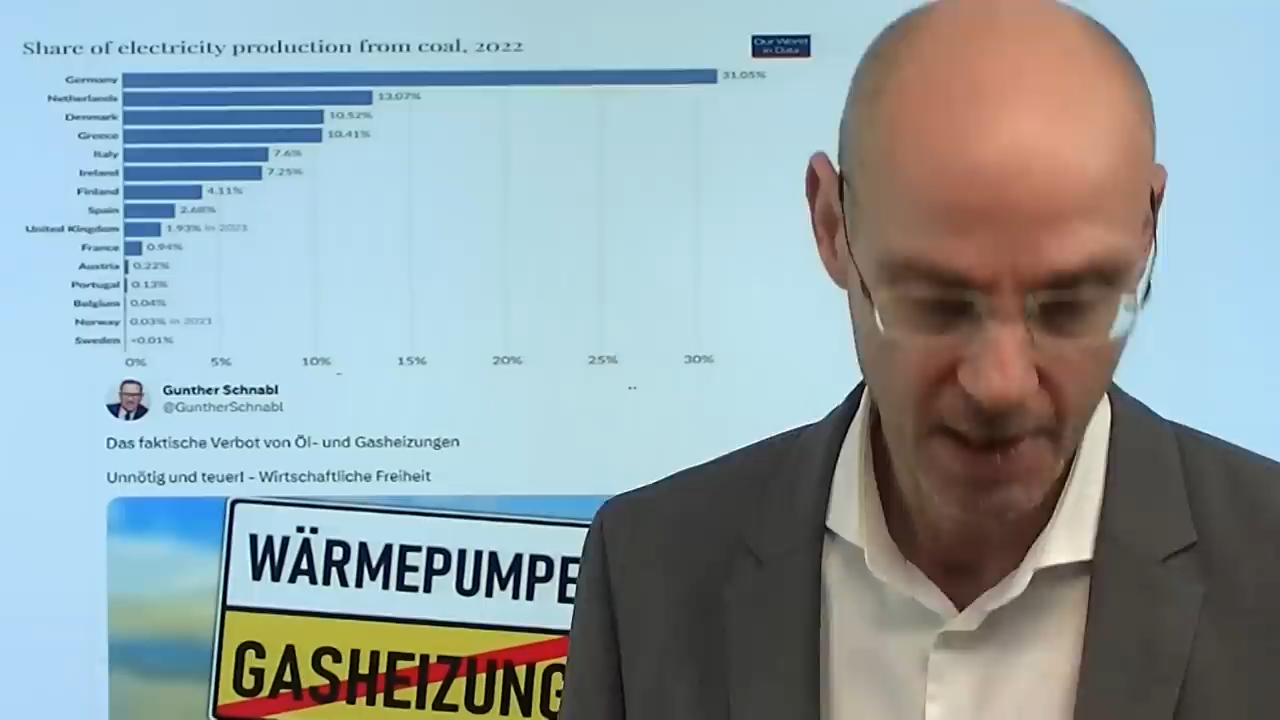 Share of electricity production from coal, 2022
Our World
in Data
Germany 31.05%
Netherlands 13.07%
Denmark 10.52%
Greece 10.41%
Italy 7.6%
Ireland 7.25%
Finland 4.11%
Spain 2.68%
United Kingdom 1.93% in 2021
France 0.94%
Austria 0.22%
Portugal 0.13%
Belgium 0.04%
Norway 0.03% in 2021
Sweden <0.01%
0% 5% 10% 15% 20% 25% 30%
Gunther Schnabl
@GuntherSchnabl
Das faktische Verbot von Öl- und Gasheizungen
Unnötig und teuer! - Wirtschaftliche Freiheit
WÄRMEPUMPE
GASHEIZUNG